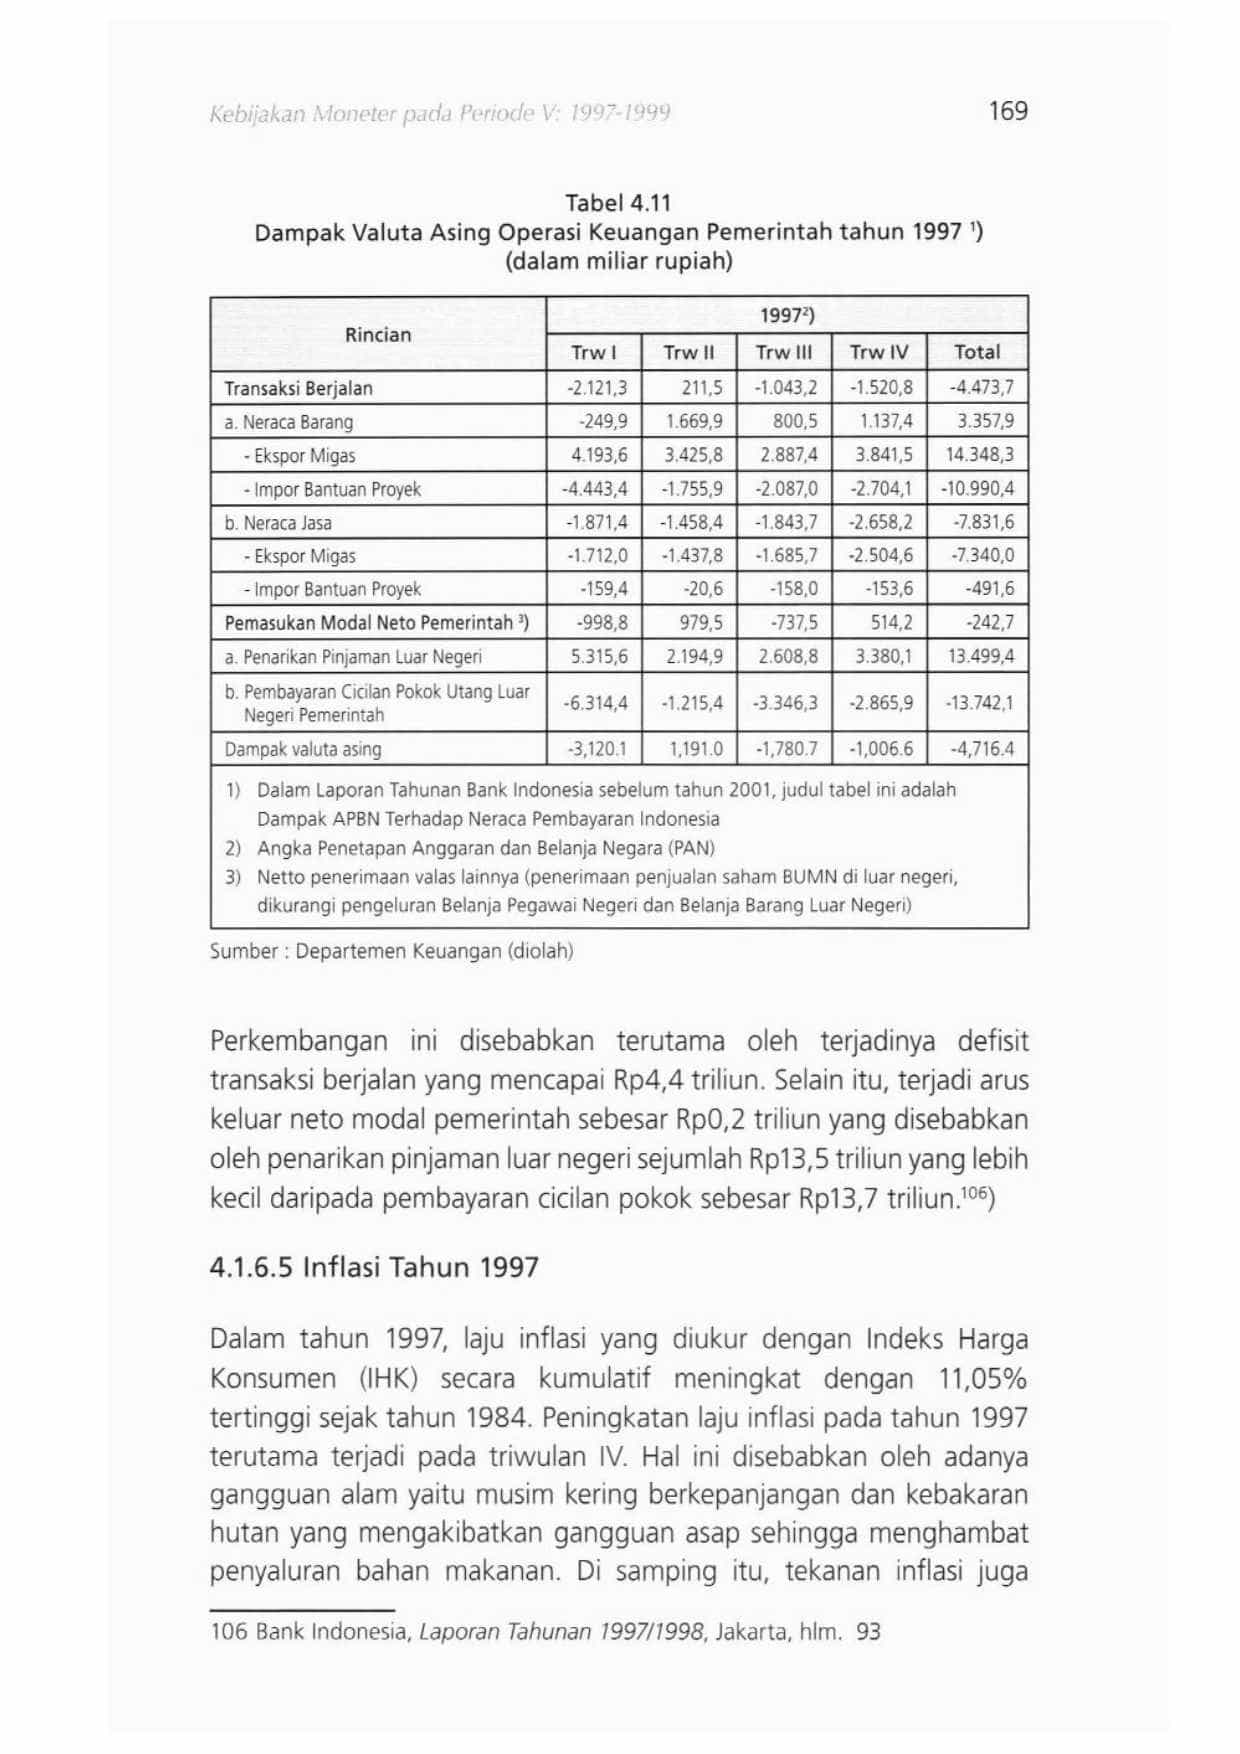 Kebijakan Moneter pada Periode V: 1997-1999 169
Tabel 4.11
Dampak Valuta Asing Operasi Keuangan Pemerintah tahun 1997 ¹)
(dalam miliar rupiah)
Rincian 1997²)
Trw I Trw II Trw III Trw IV Total
Transaksi Berjalan -2.121,3 211,5 -1.043,2 -1.520,8 -4.473,7
a. Neraca Barang -249,9 1.669,9 800,5 1.137,4 3.357,9
- Ekspor Migas 4.193,6 3.425,8 2.887,4 3.841,5 14.348,3
- Impor Bantuan Proyek -4.443,4 -1.755,9 -2.087,0 -2.704,1 -10.990,4
b. Neraca Jasa -1.871,4 -1.458,4 -1.843,7 -2.658,2 -7.831,6
- Ekspor Migas -1.712,0 -1.437,8 -1.685,7 -2.504,6 -7.340,0
- Impor Bantuan Proyek -159,4 -20,6 -158,0 -153,6 -491,6
Pemasukan Modal Neto Pemerintah ³) -998,8 979,5 -737,5 514,2 -242,7
a. Penarikan Pinjaman Luar Negeri 5.315,6 2.194,9 2.608,8 3.380,1 13.499,4
b. Pembayaran Cicilan Pokok Utang Luar
Negeri Pemerintah -6.314,4 -1.215,4 -3.346,3 -2.865,9 -13.742,1
Dampak valuta asing -3,120.1 1,191.0 -1,780.7 -1,006.6 -4,716.4
1) Dalam Laporan Tahunan Bank Indonesia sebelum tahun 2001, judul tabel ini adalah
Dampak APBN Terhadap Neraca Pembayaran Indonesia
2) Angka Penetapan Anggaran dan Belanja Negara (PAN)
3) Netto penerimaan valas lainnya (penerimaan penjualan saham BUMN di luar negeri,
dikurangi pengeluran Belanja Pegawai Negeri dan Belanja Barang Luar Negeri)
Sumber : Departemen Keuangan (diolah)
Perkembangan ini disebabkan terutama oleh terjadinya defisit
transaksi berjalan yang mencapai Rp4,4 triliun. Selain itu, terjadi arus
keluar neto modal pemerintah sebesar Rp0,2 triliun yang disebabkan
oleh penarikan pinjaman luar negeri sejumlah Rp13,5 triliun yang lebih
kecil daripada pembayaran cicilan pokok sebesar Rp13,7 triliun.¹⁰⁶)
4.1.6.5 Inflasi Tahun 1997
Dalam tahun 1997, laju inflasi yang diukur dengan Indeks Harga
Konsumen (IHK) secara kumulatif meningkat dengan 11,05%
tertinggi sejak tahun 1984. Peningkatan laju inflasi pada tahun 1997
terutama terjadi pada triwulan IV. Hal ini disebabkan oleh adanya
gangguan alam yaitu musim kering berkepanjangan dan kebakaran
hutan yang mengakibatkan gangguan asap sehingga menghambat
penyaluran bahan makanan. Di samping itu, tekanan inflasi juga
106 Bank Indonesia, Laporan Tahunan 1997/1998, Jakarta, hlm. 93